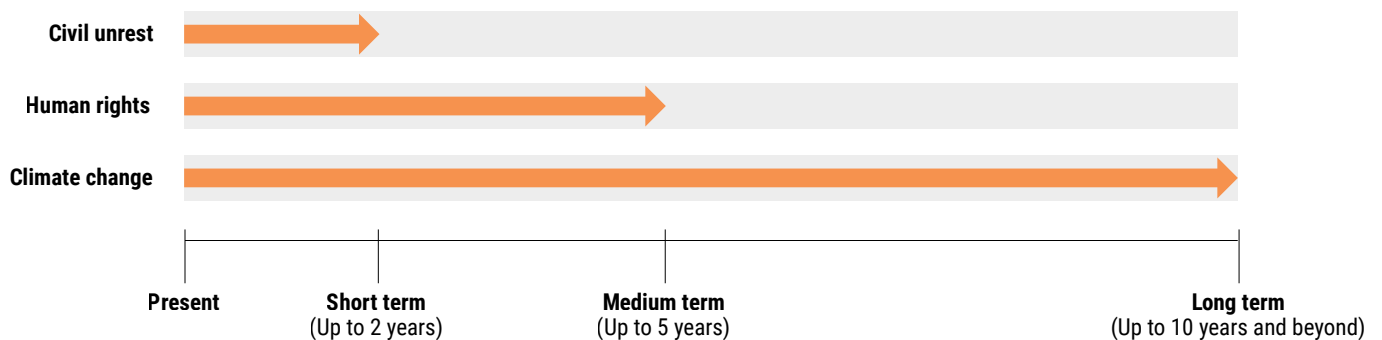 Civil unrest
Human rights
Climate change
Present
Short term
(Up to 2 years)
Medium term
(Up to 5 years)
Long term
(Up to 10 years and beyond)